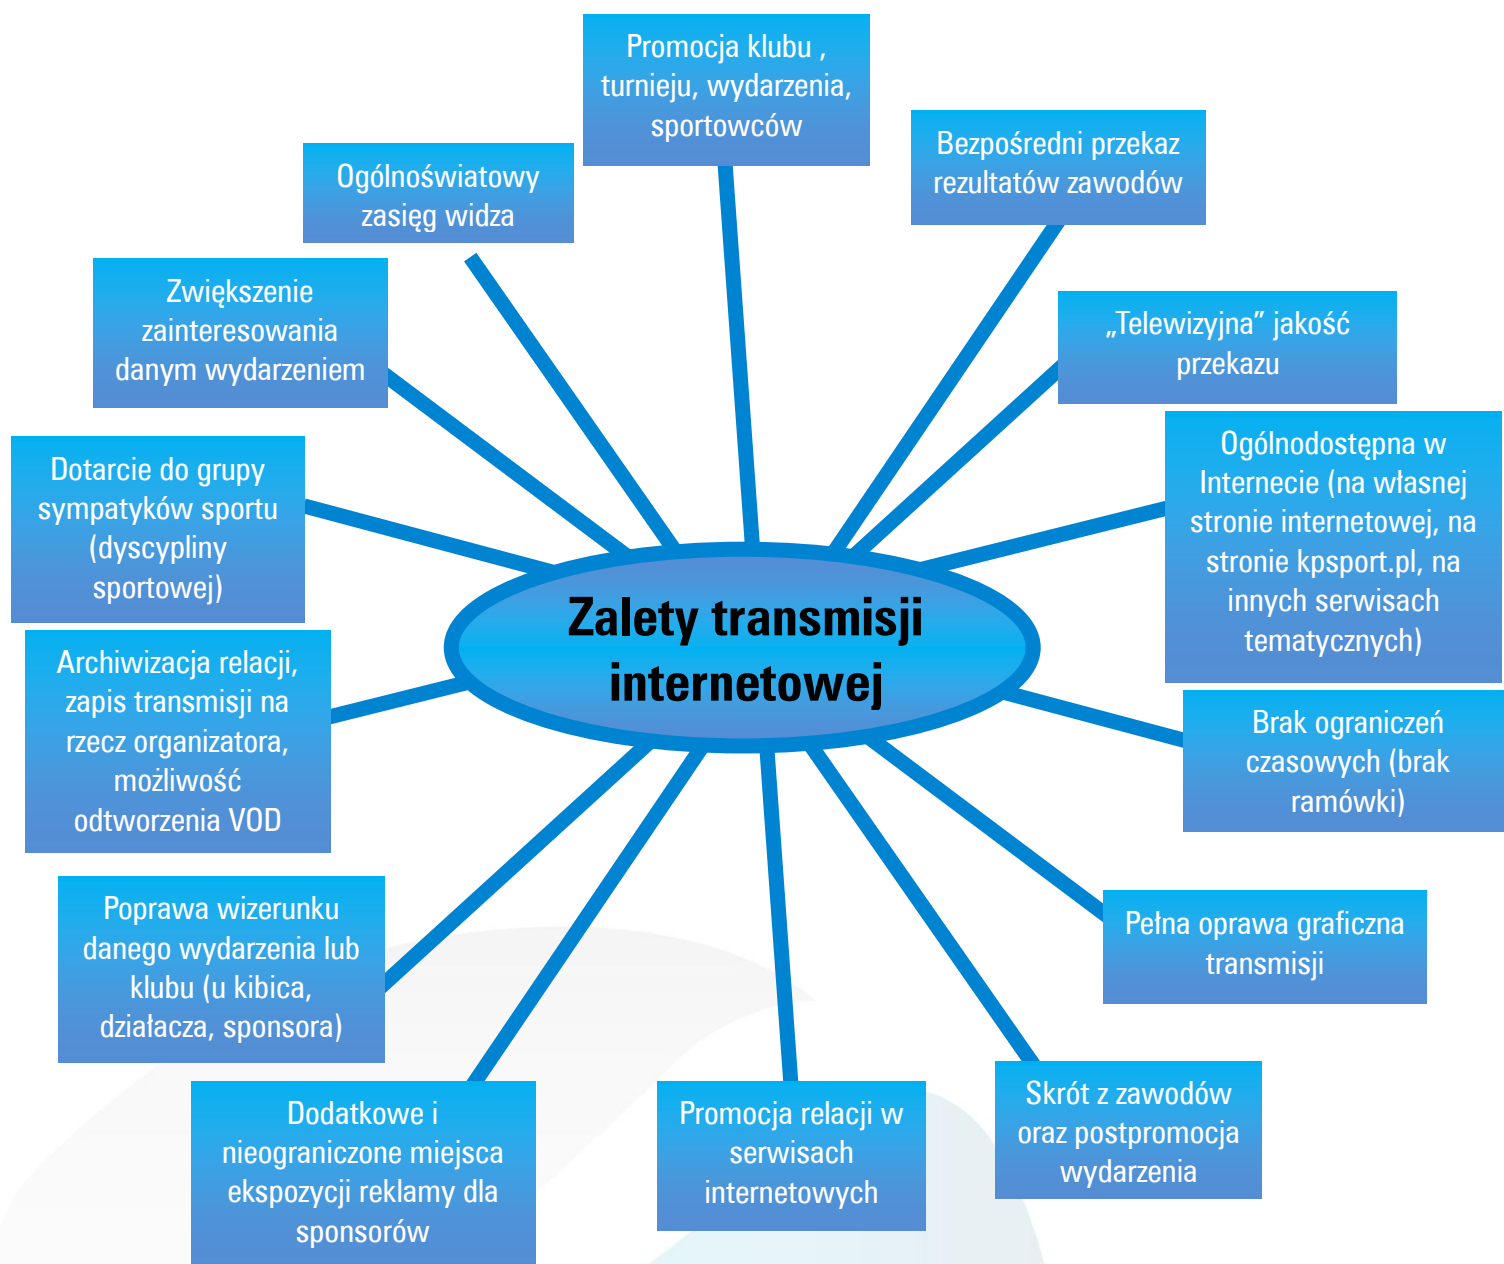 Promocja klubu ,
turnieju, wydarzenia,
sportowców
Bezpośredni przekaz
rezultatów zawodów
Ogólnoświatowy
zasięg widza
Zwiększenie
zainteresowania
danym wydarzeniem
„Telewizyjna” jakość
przekazu
Dotarcie do grupy
sympatyków sportu
(dyscypliny
sportowej)
Ogólnodostępna w
Internecie (na własnej
stronie internetowej, na
stronie kpsport.pl, na
innych serwisach
tematycznych)
Zalety transmisji
internetowej
Archiwizacja relacji,
zapis transmisji na
rzecz organizatora,
możliwość
odtworzenia VOD
Brak ograniczeń
czasowych (brak
ramówki)
Poprawa wizerunku
danego wydarzenia lub
klubu (u kibica,
działacza, sponsora)
Pełna oprawa graficzna
transmisji
Dodatkowe i
nieograniczone miejsca
ekspozycji reklamy dla
sponsorów
Promocja relacji w
serwisach
internetowych
Skrót z zawodów
oraz postpromocja
wydarzenia